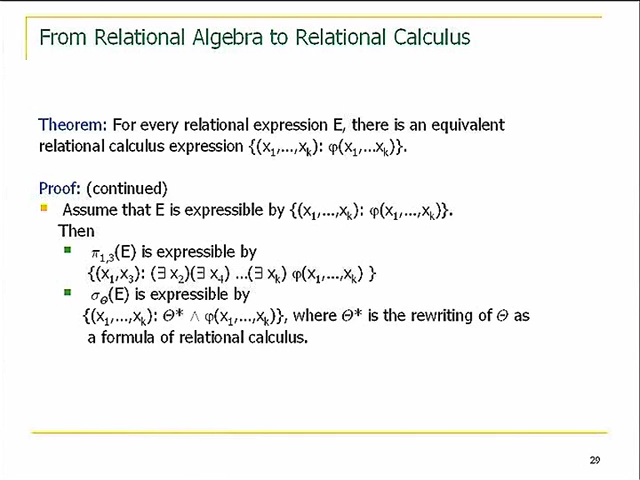 From Relational Algebra to Relational Calculus
Theorem: For every relational expression E, there is an equivalent
relational calculus expression {(x₁,...,xₖ): φ(x₁,...xₖ)}.
Proof: (continued)
Assume that E is expressible by {(x₁,...,xₖ): φ(x₁,...,xₖ)}.
Then
π₁,₃(E) is expressible by
{(x₁,x₃): (∃ x₂)(∃ x₄) ...(∃ xₖ) φ(x₁,...,xₖ) }
σ_Θ(E) is expressible by
{(x₁,...,xₖ): Θ* ∧ φ(x₁,...,xₖ)}, where Θ* is the rewriting of Θ as
a formula of relational calculus.
29